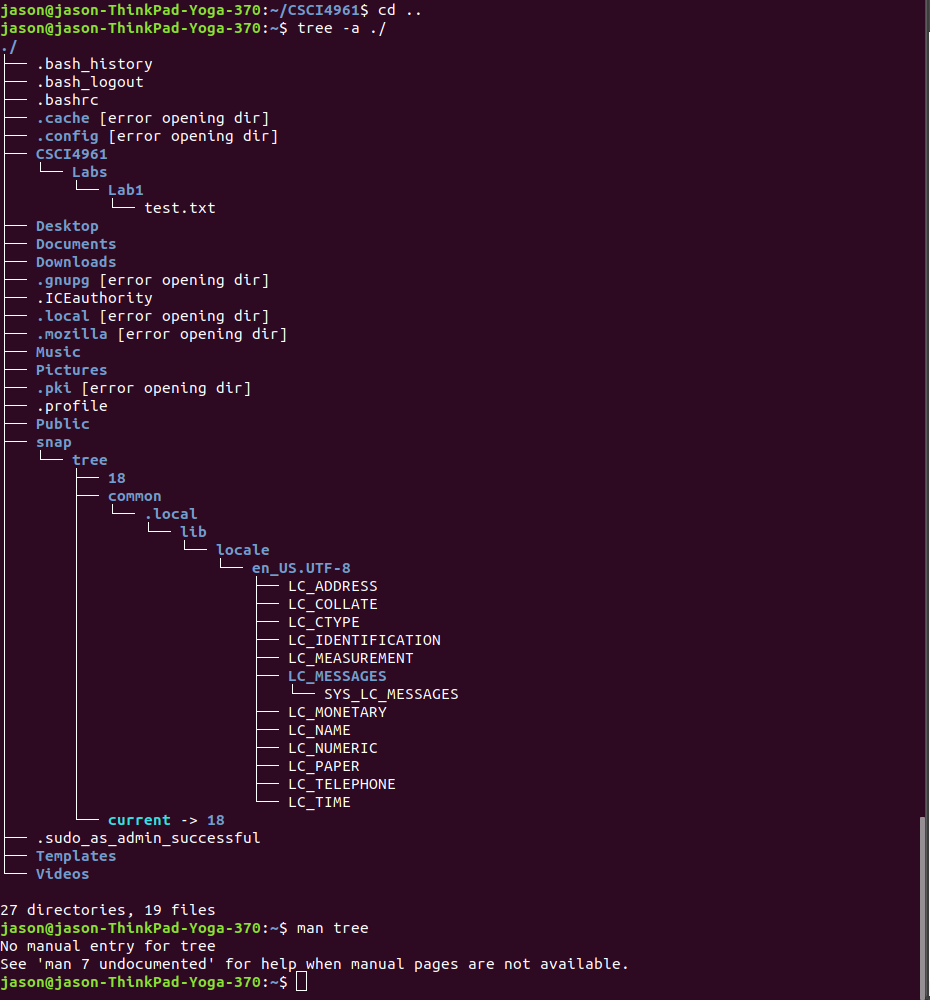 jason@jason-ThinkPad-Yoga-370:~/CSCI4961$ cd ..
jason@jason-ThinkPad-Yoga-370:~$ tree -a ./
./
├── .bash_history
├── .bash_logout
├── .bashrc
├── .cache [error opening dir]
├── .config [error opening dir]
├── CSCI4961
│   └── Labs
│       └── Lab1
│           └── test.txt
├── Desktop
├── Documents
├── Downloads
├── .gnupg [error opening dir]
├── .ICEauthority
├── .local [error opening dir]
├── .mozilla [error opening dir]
├── Music
├── Pictures
├── .pki [error opening dir]
├── .profile
├── Public
├── snap
│   └── tree
│       ├── 18
│       ├── common
│       │   └── .local
│       │       └── lib
│       │           └── locale
│       │               └── en_US.UTF-8
│       │                   ├── LC_ADDRESS
│       │                   ├── LC_COLLATE
│       │                   ├── LC_CTYPE
│       │                   ├── LC_IDENTIFICATION
│       │                   ├── LC_MEASUREMENT
│       │                   ├── LC_MESSAGES
│       │                   │   └── SYS_LC_MESSAGES
│       │                   ├── LC_MONETARY
│       │                   ├── LC_NAME
│       │                   ├── LC_NUMERIC
│       │                   ├── LC_PAPER
│       │                   ├── LC_TELEPHONE
│       │                   └── LC_TIME
│       └── current -> 18
├── .sudo_as_admin_successful
├── Templates
└── Videos

27 directories, 19 files
jason@jason-ThinkPad-Yoga-370:~$ man tree
No manual entry for tree
See 'man 7 undocumented' for help when manual pages are not available.
jason@jason-ThinkPad-Yoga-370:~$